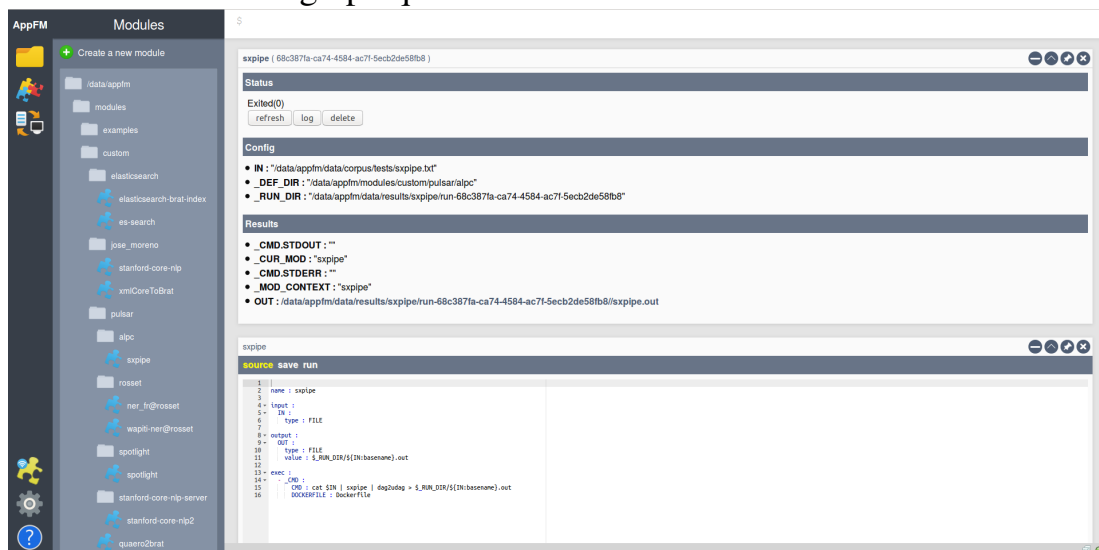 AppFM
Modules
$
Create a new module
/data/appfm
modules
examples
custom
elasticsearch
elasticsearch-brat-index
es-search
jose_moreno
stanford-core-nlp
xmlCoreToBrat
pulsar
alpc
sxpipe
rosset
ner_fr@rosset
wapiti-ner@rosset
spotlight
spotlight
stanford-core-nlp-server
stanford-core-nlp2
quaero2brat
sxpipe ( 68c387fa-ca74-4584-ac7f-5ecb2de58fb8 )
Status
Exited(0)
refresh log delete
Config
• IN : "/data/appfm/data/corpus/tests/sxpipe.txt"
• _DEF_DIR : "/data/appfm/modules/custom/pulsar/alpc"
• _RUN_DIR : "/data/appfm/data/results/sxpipe/run-68c387fa-ca74-4584-ac7f-5ecb2de58fb8"
Results
• _CMD.STDOUT : ""
• _CUR_MOD : "sxpipe"
• _CMD.STDERR : ""
• _MOD_CONTEXT : "sxpipe"
• OUT : /data/appfm/data/results/sxpipe/run-68c387fa-ca74-4584-ac7f-5ecb2de58fb8//sxpipe.out
sxpipe
source save run
1
2 name : sxpipe
3
4 input :
5 IN :
6 type : FILE
7
8 output :
9 OUT :
10 type : FILE
11 value : $_RUN_DIR/${IN:basename}.out
12
13 exec :
14 - _CMD :
15 CMD : cat $IN | sxpipe | dag2udag > $_RUN_DIR/${IN:basename}.out
16 DOCKERFILE : Dockerfile